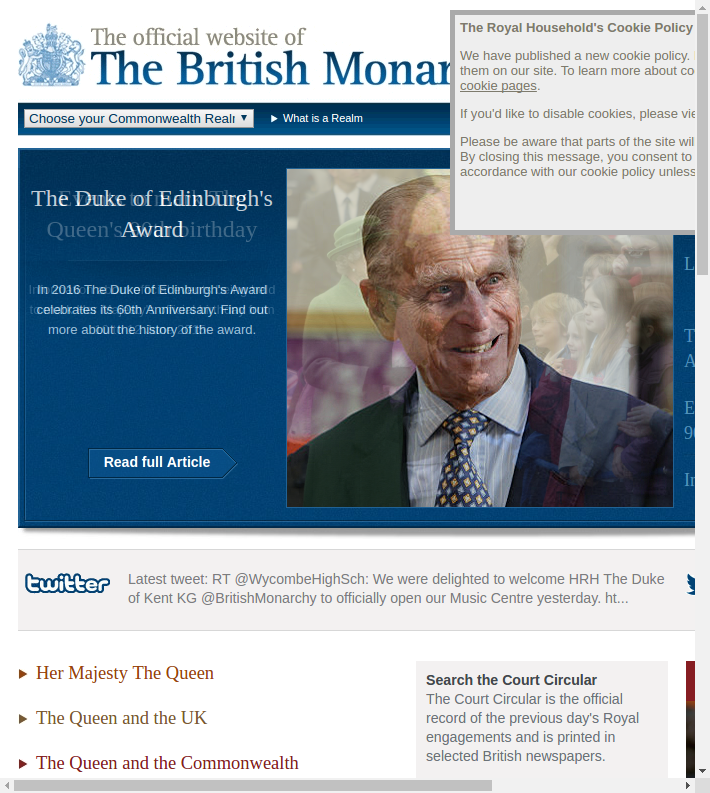 The official website of
The British Monar
Choose your Commonwealth Realm
What is a Realm
The Royal Household's Cookie Policy
We have published a new cookie policy.
them on our site. To learn more about co
cookie pages.
If you'd like to disable cookies, please vie
Please be aware that parts of the site wil
By closing this message, you consent to
accordance with our cookie policy unless
The Duke of Edinburgh's
Award
Queen's 90th birthday
In 2016 The Duke of Edinburgh's Award
celebrates its 60th Anniversary. Find out
more about the history of the award.
Read full Article
L
T
A
E
90
In
twitter
Latest tweet: RT @WycombeHighSch: We were delighted to welcome HRH The Duke
of Kent KG @BritishMonarchy to officially open our Music Centre yesterday. ht...
Her Majesty The Queen
The Queen and the UK
The Queen and the Commonwealth
Search the Court Circular
The Court Circular is the official
record of the previous day's Royal
engagements and is printed in
selected British newspapers.